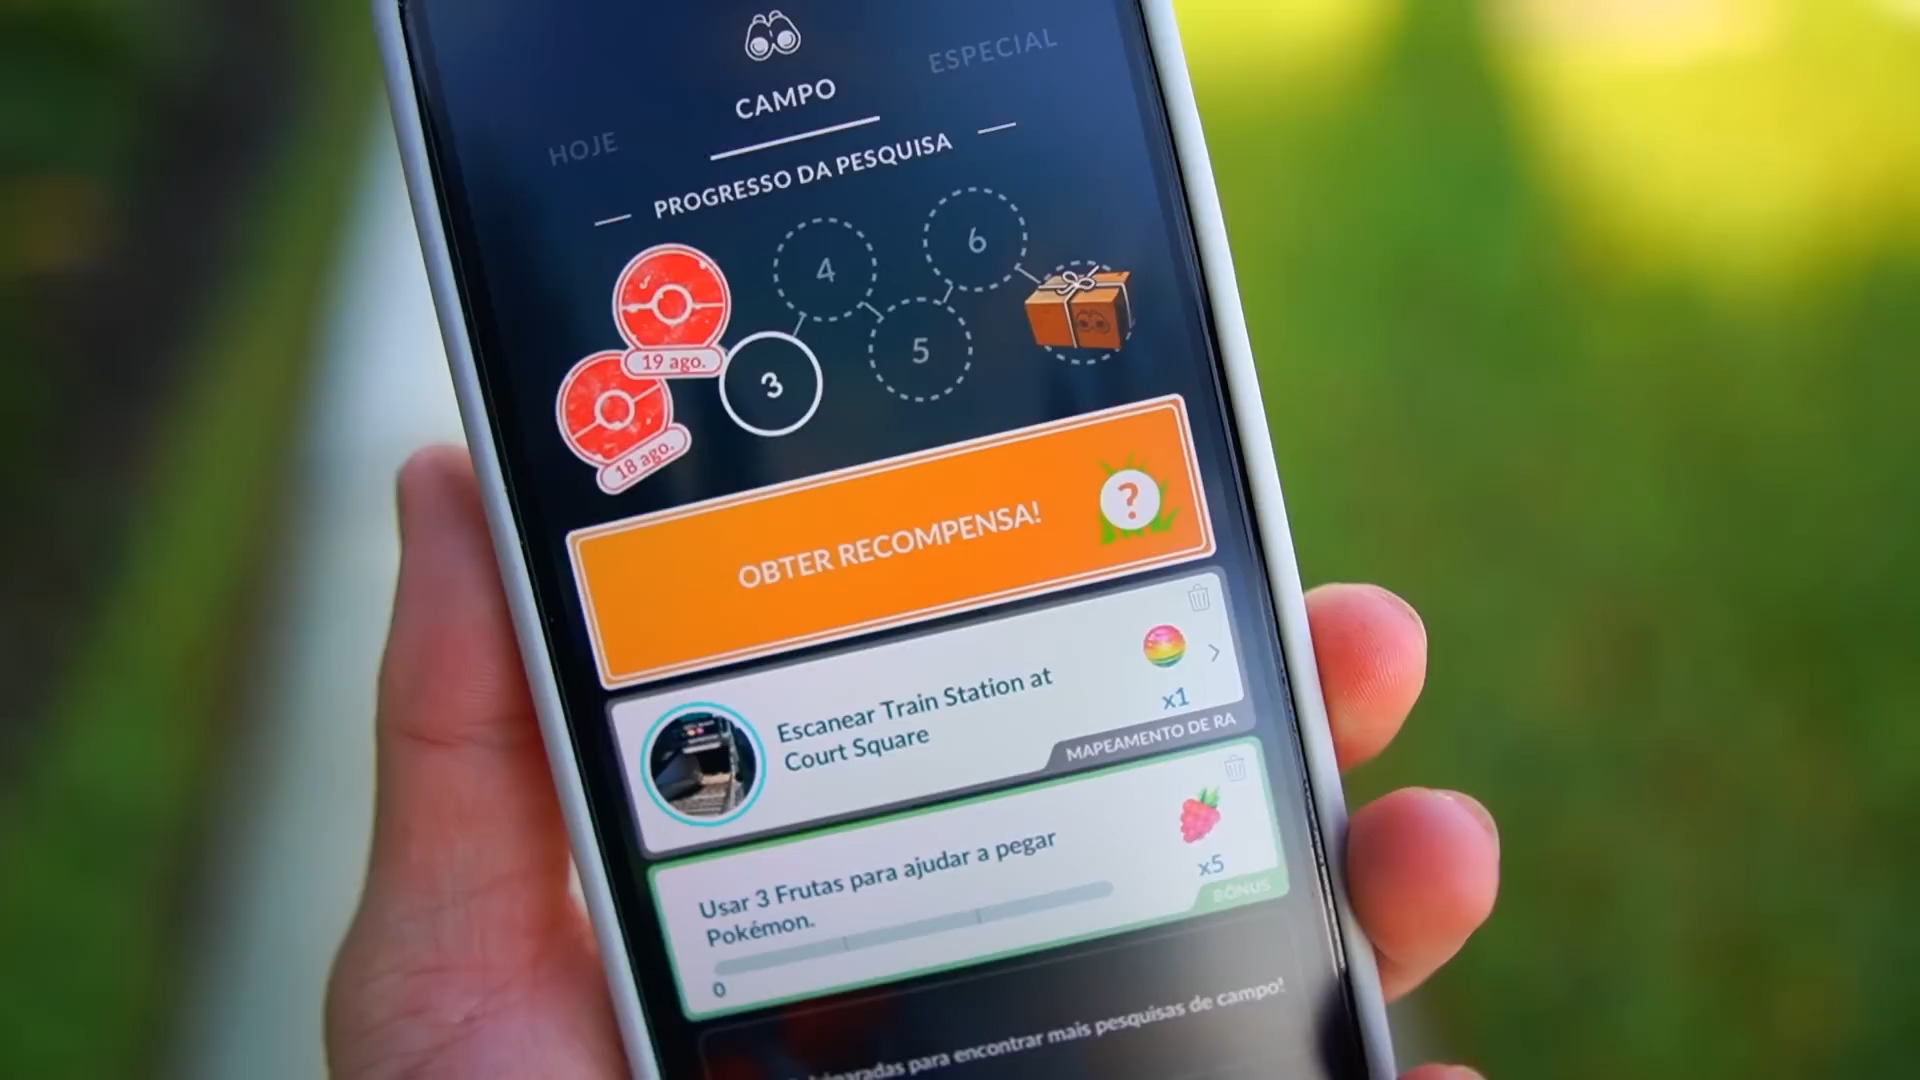 ESPECIAL
CAMPO
HOJE
PROGRESSO DA PESQUISA
6
4
5
19 ago.
3
18 ago.
OBTER RECOMPENSA!
?
Escanear Train Station at
Court Square
x1
MAPEAMENTO DE RA
Usar 3 Frutas para ajudar a pegar
Pokémon.
x5
BÔNUS
0
para encontrar mais pesquisas de campo!